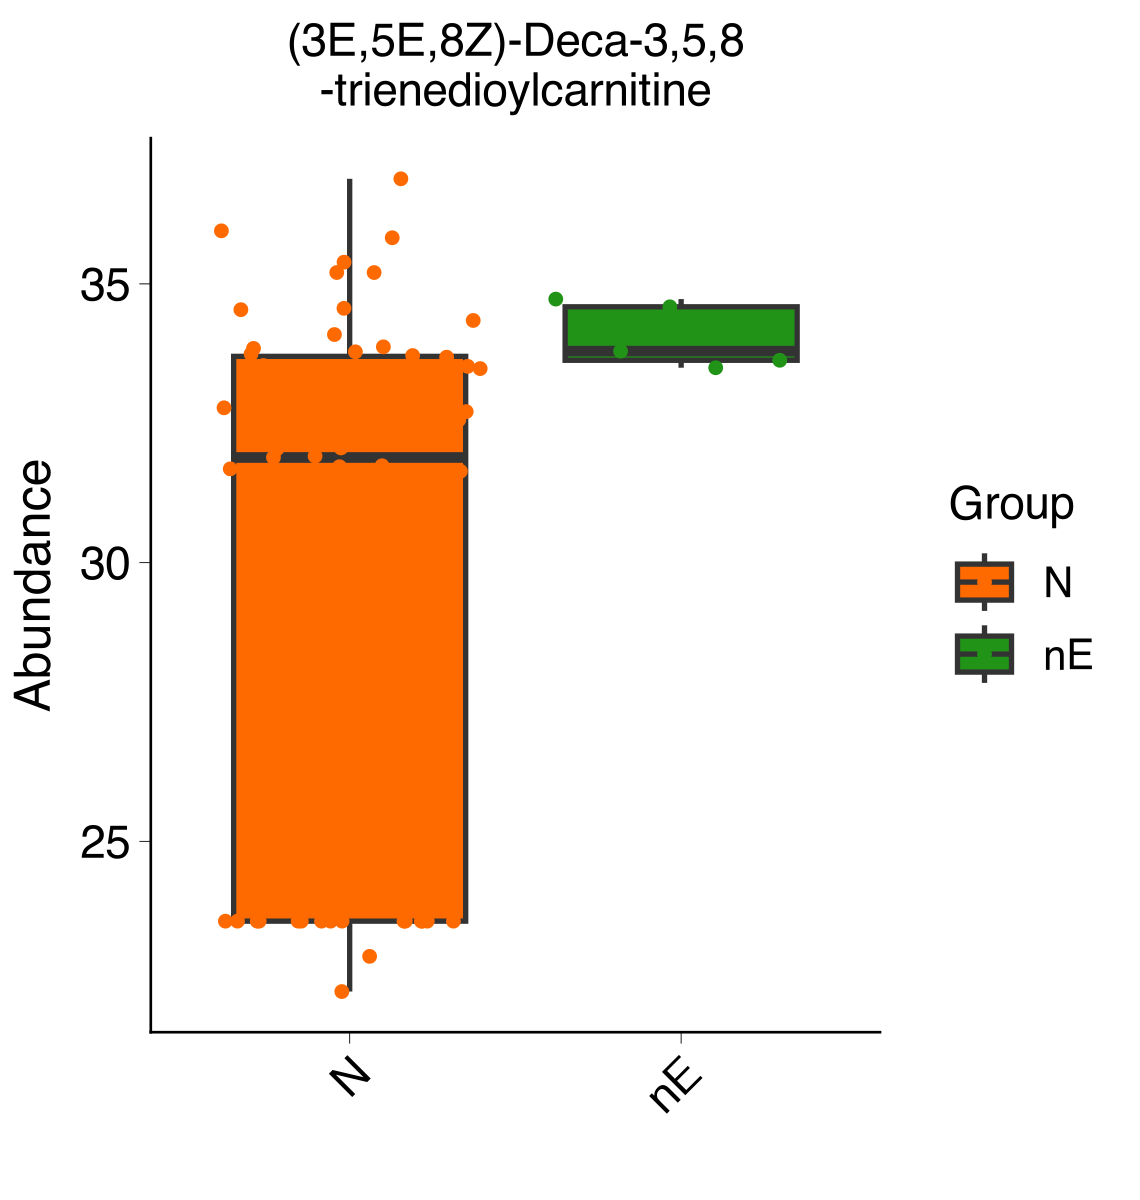 (3E,5E,8Z)-Deca-3,5,8
-trienedioylcarnitine
35
30
25
Abundance
N
nE
Group
N
nE